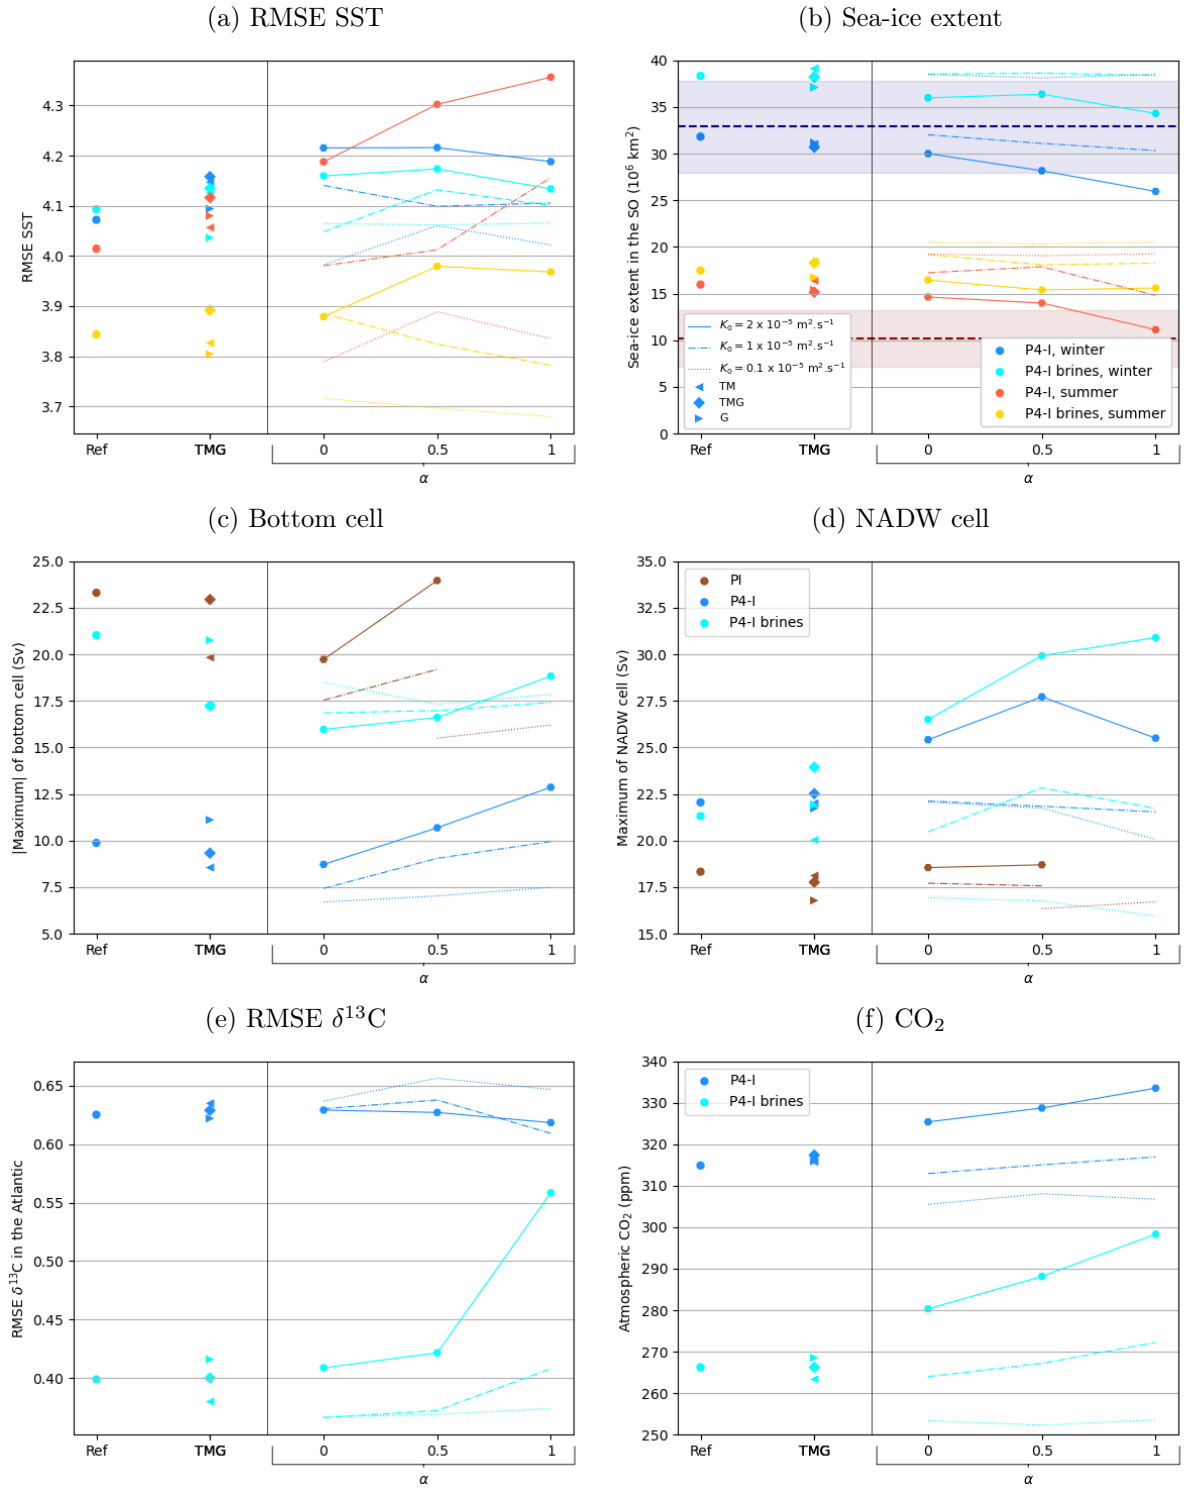 (a) RMSE SST
(b) Sea-ice extent
RMSE SST
4.3
4.2
4.1
4.0
3.9
3.8
3.7
Ref
TMG
0
0.5
1
α
Sea-ice extent in the SO (10⁶ km²)
40
35
30
25
20
15
10
5
0
K₀ = 2 x 10⁻⁵ m².s⁻¹
K₀ = 1 x 10⁻⁵ m².s⁻¹
K₀ = 0.1 x 10⁻⁵ m².s⁻¹
TM
TMG
G
P4-I, winter
P4-I brines, winter
P4-I, summer
P4-I brines, summer
Ref
TMG
0
0.5
1
α
(c) Bottom cell
(d) NADW cell
|Maximum| of bottom cell (Sv)
25.0
22.5
20.0
17.5
15.0
12.5
10.0
7.5
5.0
Ref
TMG
0
0.5
1
α
Maximum of NADW cell (Sv)
35.0
32.5
30.0
27.5
25.0
22.5
20.0
17.5
15.0
PI
P4-I
P4-I brines
Ref
TMG
0
0.5
1
α
(e) RMSE δ¹³C
(f) CO₂
RMSE δ¹³C in the Atlantic
0.65
0.60
0.55
0.50
0.45
0.40
Ref
TMG
0
0.5
1
α
Atmospheric CO₂ (ppm)
340
330
320
310
300
290
280
270
260
250
P4-I
P4-I brines
Ref
TMG
0
0.5
1
α